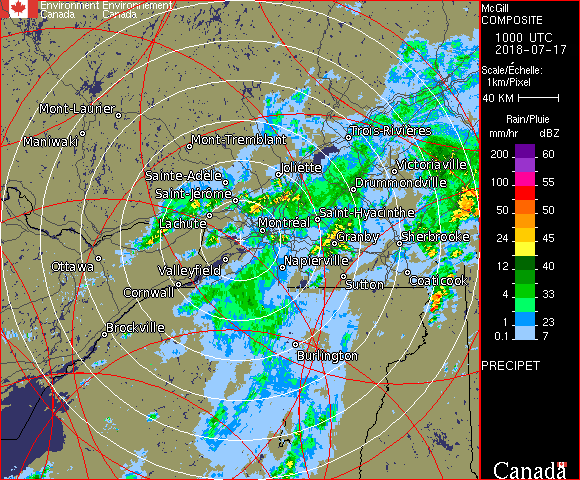 Environment Environnement
Canada Canada
McGill
COMPOSITE
1000 UTC
2018-07-17
Scale/Échelle:
1km/Pixel
40 KM
Rain/Pluie
mm/hr dBZ
200 60
100 55
50 50
24 45
12 40
4 33
1 23
0.1 7
PRECIPET
Canada
Mont-Laurier
Maniwaki
Mont-Tremblant
Trois-Rivières
Joliette
Victoriaville
Sainte-Adèle
Drummondville
Saint-Jérôme
Lachute
Saint-Hyacinthe
Montréal
Granby
Sherbrooke
Ottawa
Valleyfield
Napierville
Cornwall
Sutton
Coaticook
Brockville
Burlington